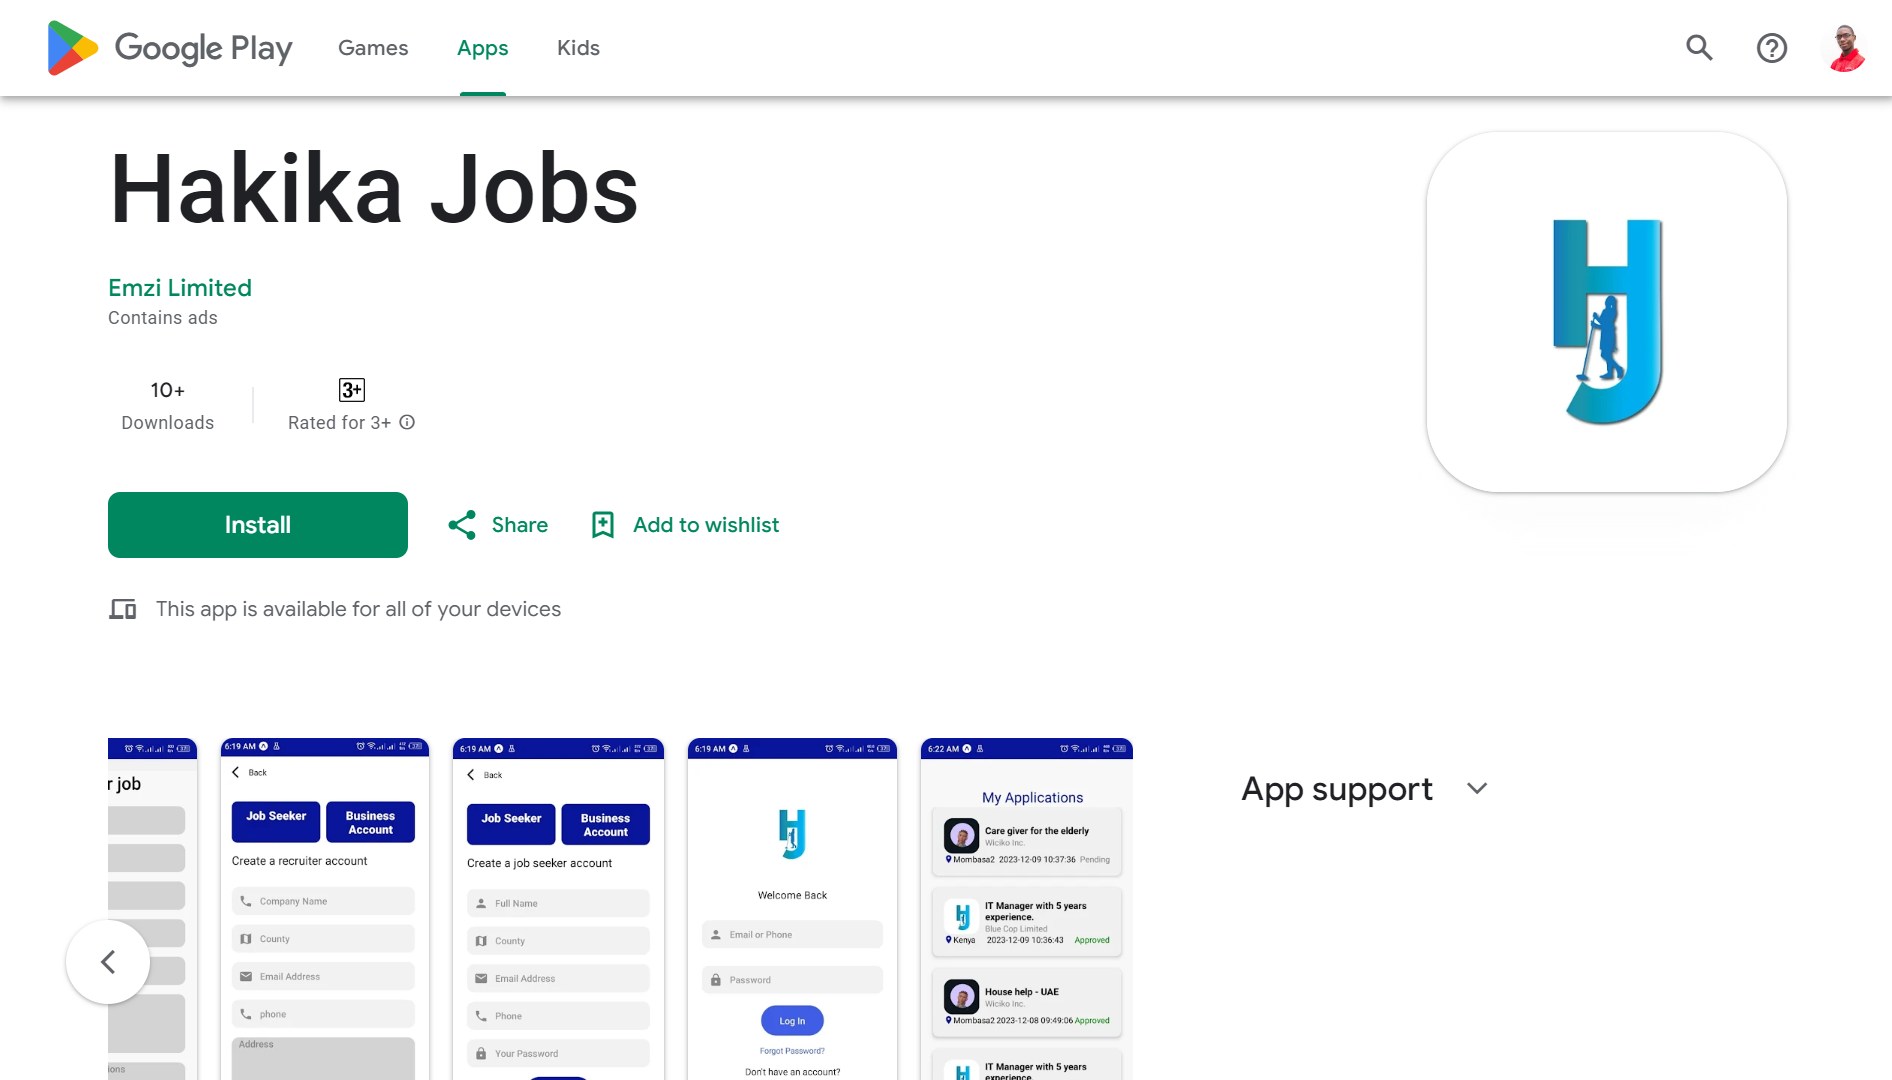 Google Play
Games
Apps
Kids
Hakika Jobs
Emzi Limited
Contains ads
10+
Downloads
3+
Rated for 3+
Install
Share
Add to wishlist
This app is available for all of your devices
r job
ions
6:19 AM
Back
Job Seeker
Business Account
Create a recruiter account
Company Name
County
Email Address
phone
Address
6:19 AM
Back
Job Seeker
Business Account
Create a job seeker account
Full Name
County
Email Address
Phone
Your Password
6:19 AM
Welcome Back
Email or Phone
Password
Log In
Forgot Password?
Don't have an account?
6:22 AM
My Applications
Care giver for the elderly
Wiciko Inc.
Mombasa2 2023-12-09 10:37:36 Pending
IT Manager with 5 years
experience.
Blue Cop Limited
Kenya 2023-12-09 10:36:43 Approved
House help - UAE
Wiciko Inc.
Mombasa2 2023-12-08 09:49:06 Approved
IT Manager with 5 years
experience.
App support